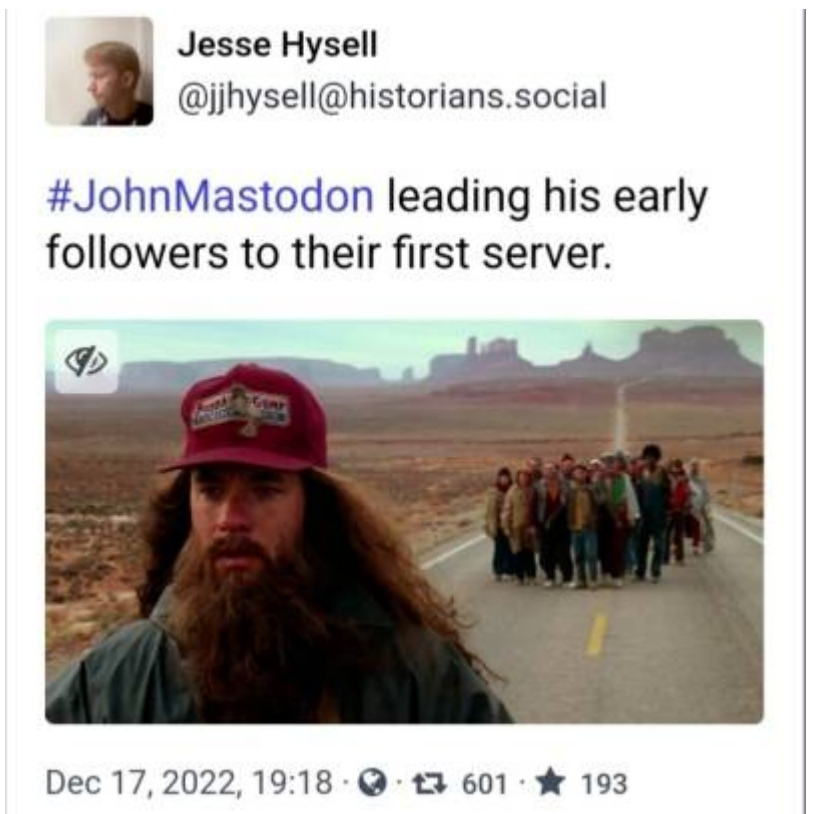 Jesse Hysell
@jjhysell@historians.social
#JohnMastodon leading his early
followers to their first server.
Dec 17, 2022, 19:18 · · 601 · 193